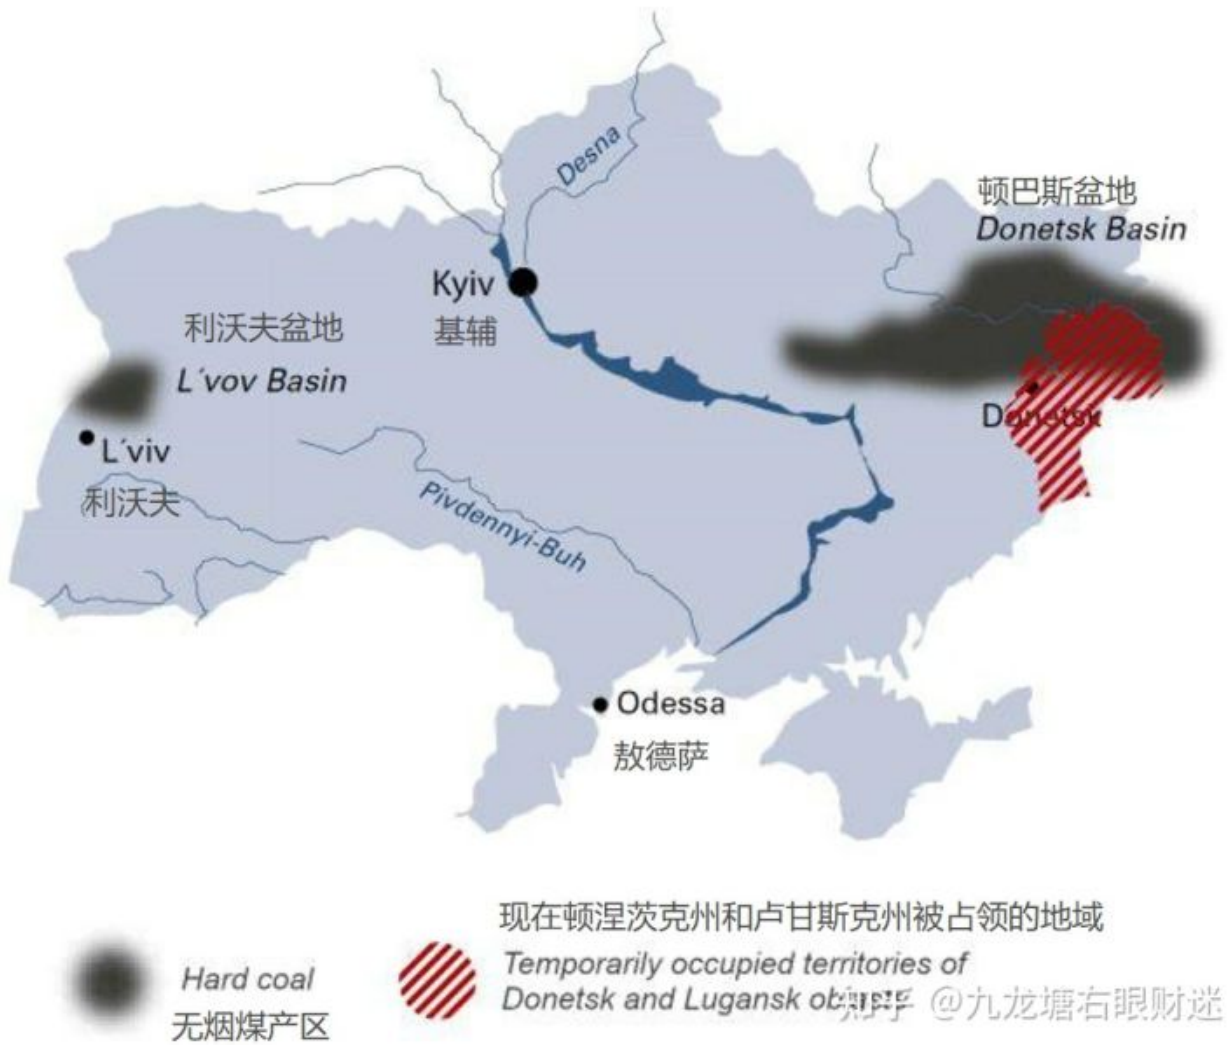 Desna
顿巴斯盆地
Donetsk Basin
Kyiv
基辅
利沃夫盆地
L´vov Basin
Donetsk
L´viv
利沃夫
Pivdennyi-Buh
Odessa
敖德萨
现在顿涅茨克州和卢甘斯克州被占领的地域
Hard coal
无烟煤产区
Temporarily occupied territories of
Donetsk and Lugansk oblasts
知乎 @九龙塘右眼财迷